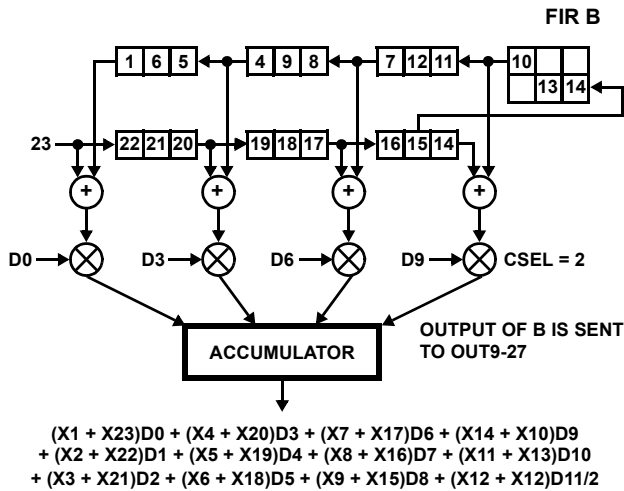 FIR B
1 6 5 4 9 8 7 12 11 10
13 14
23 22 21 20 19 18 17 16 15 14
+ + + +
D0 D3 D6 D9 CSEL = 2
ACCUMULATOR
OUTPUT OF B IS SENT
TO OUT9-27
(X1 + X23)D0 + (X4 + X20)D3 + (X7 + X17)D6 + (X14 + X10)D9
+ (X2 + X22)D1 + (X5 + X19)D4 + (X8 + X16)D7 + (X11 + X13)D10
+ (X3 + X21)D2 + (X6 + X18)D5 + (X9 + X15)D8 + (X12 + X12)D11/2